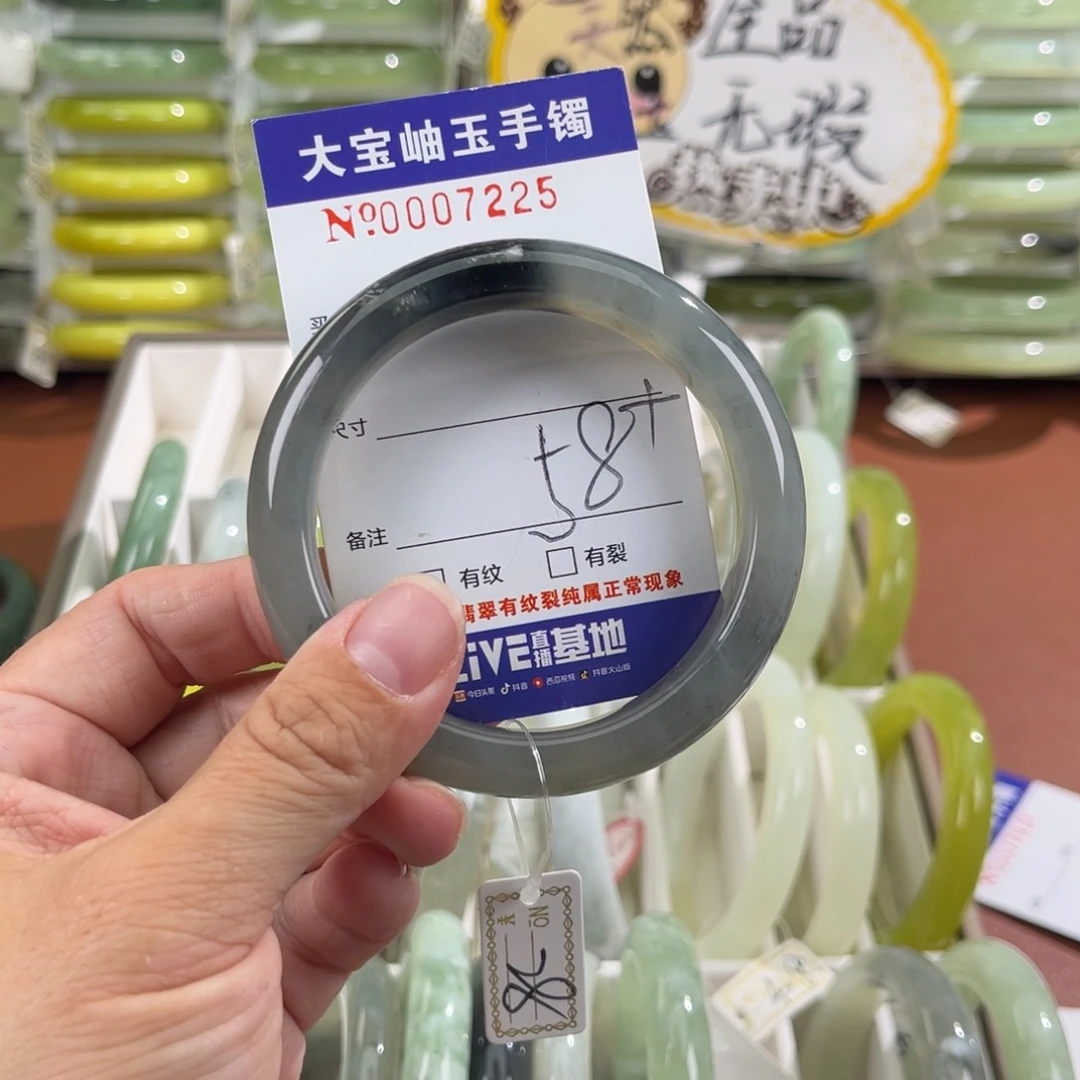 大宝岫玉手镯
№0007225
尺寸
58+
备注
有纹 □有裂
翡翠有纹裂纯属正常现象
LiVE直播基地
今日头条 抖音 西瓜视频 抖音火山版
NO
无瑕